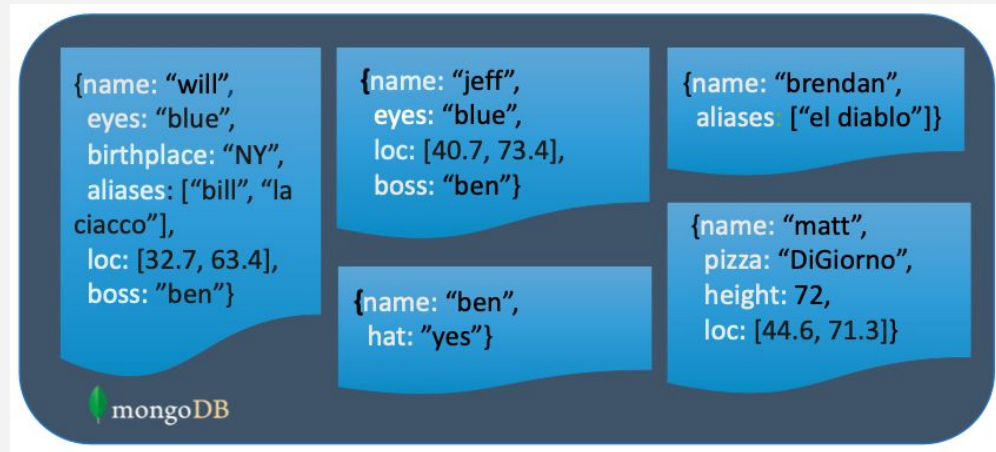 {name: “will”,
eyes: “blue”,
birthplace: “NY”,
aliases: [“bill”, “la
ciacco”],
loc: [32.7, 63.4],
boss: ”ben”}
{name: “jeff”,
eyes: “blue”,
loc: [40.7, 73.4],
boss: “ben”}
{name: “ben”,
hat: ”yes”}
{name: “brendan”,
aliases: [“el diablo”]}
{name: “matt”,
pizza: “DiGiorno”,
height: 72,
loc: [44.6, 71.3]}
mongoDB